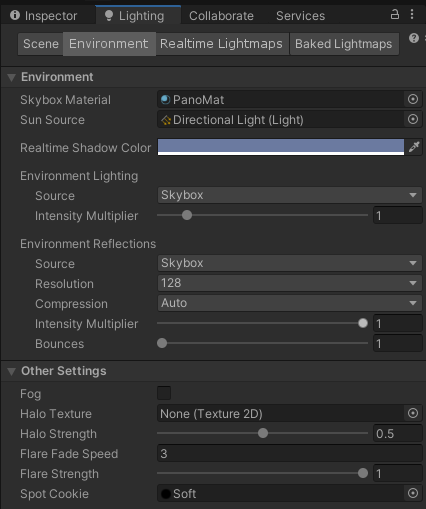 Inspector Lighting Collaborate Services
Scene Environment Realtime Lightmaps Baked Lightmaps
Environment
Skybox Material PanoMat
Sun Source Directional Light (Light)
Realtime Shadow Color
Environment Lighting
Source Skybox
Intensity Multiplier 1
Environment Reflections
Source Skybox
Resolution 128
Compression Auto
Intensity Multiplier 1
Bounces 1
Other Settings
Fog
Halo Texture None (Texture 2D)
Halo Strength 0.5
Flare Fade Speed 3
Flare Strength 1
Spot Cookie Soft